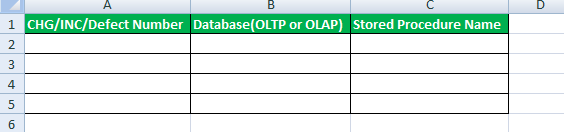 A B C D
1 CHG/INC/Defect Number Database(OLTP or OLAP) Stored Procedure Name
2
3
4
5
6